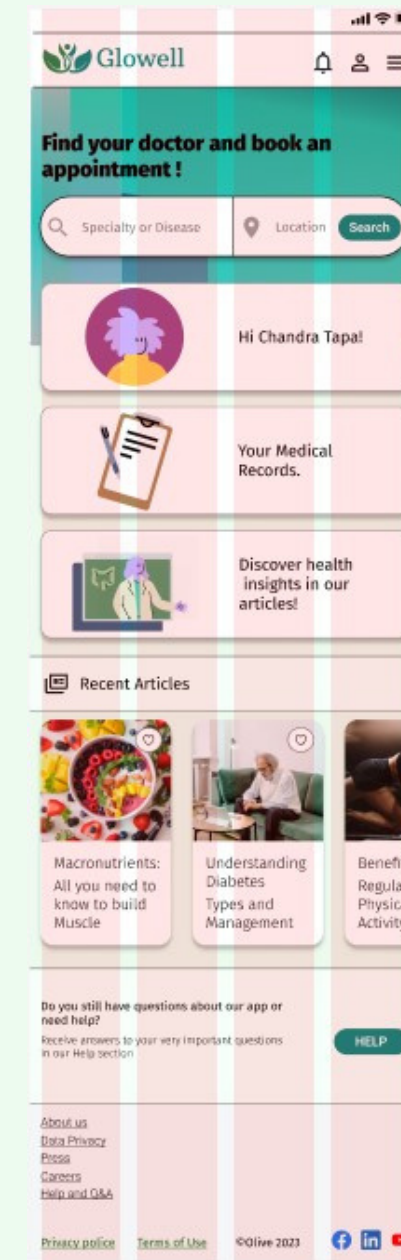 Glowell
Find your doctor and book an
appointment !
Specialty or Disease
Location
Search
Hi Chandra Tapa!
Your Medical
Records.
Discover health
insights in our
articles!
Recent Articles
Macronutrients:
All you need to
know to build
Muscle
Understanding
Diabetes
Types and
Management
Benefi
Regula
Physic
Activity
Do you still have questions about our app or
need help?
Receive answers to your very important questions
in our Help section
HELP
About us
Data Privacy
Press
Careers
Help and Q&A
Privacy police
Terms of Use
©Olive 2023